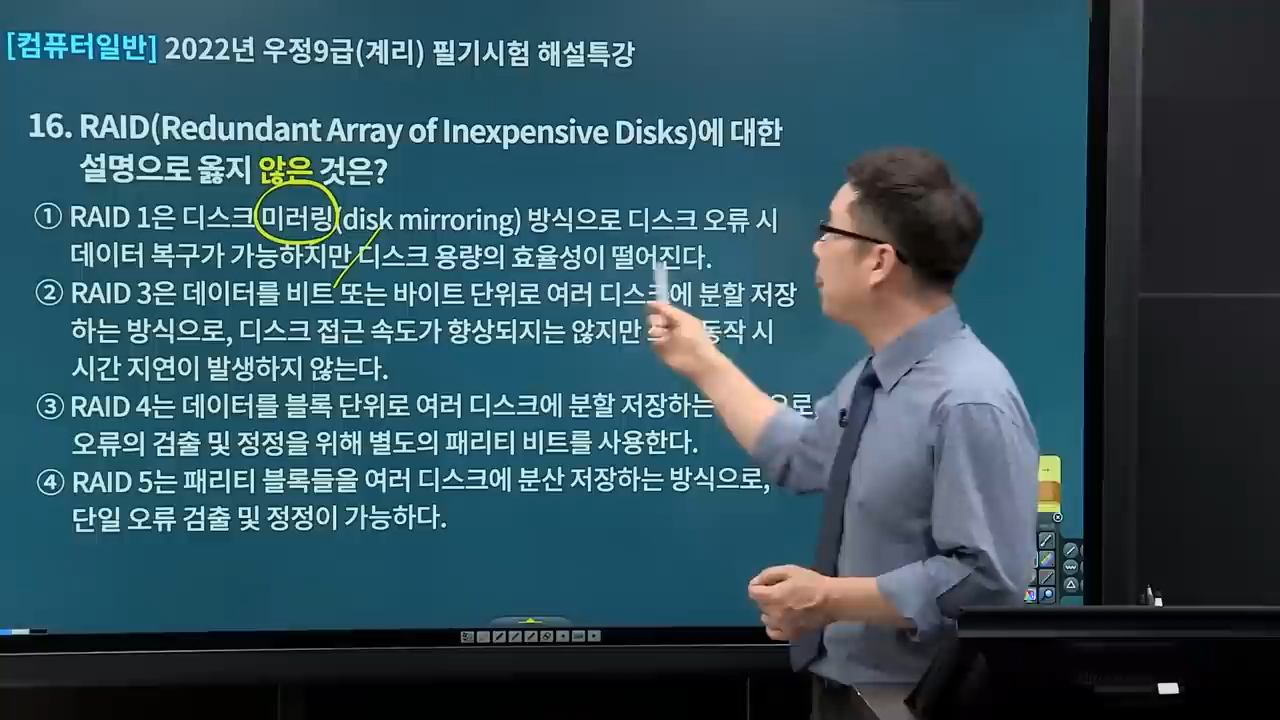 [컴퓨터일반] 2022년 우정9급(계리) 필기시험 해설특강
16. RAID(Redundant Array of Inexpensive Disks)에 대한
설명으로 옳지 않은 것은?
① RAID 1은 디스크 미러링(disk mirroring) 방식으로 디스크 오류 시
데이터 복구가 가능하지만 디스크 용량의 효율성이 떨어진다.
② RAID 3은 데이터를 비트 또는 바이트 단위로 여러 디스크에 분할 저장
하는 방식으로, 디스크 접근 속도가 향상되지는 않지만 동작 시
시간 지연이 발생하지 않는다.
③ RAID 4는 데이터를 블록 단위로 여러 디스크에 분할 저장하는
오류의 검출 및 정정을 위해 별도의 패리티 비트를 사용한다.
④ RAID 5는 패리티 블록들을 여러 디스크에 분산 저장하는 방식으로,
단일 오류 검출 및 정정이 가능하다.